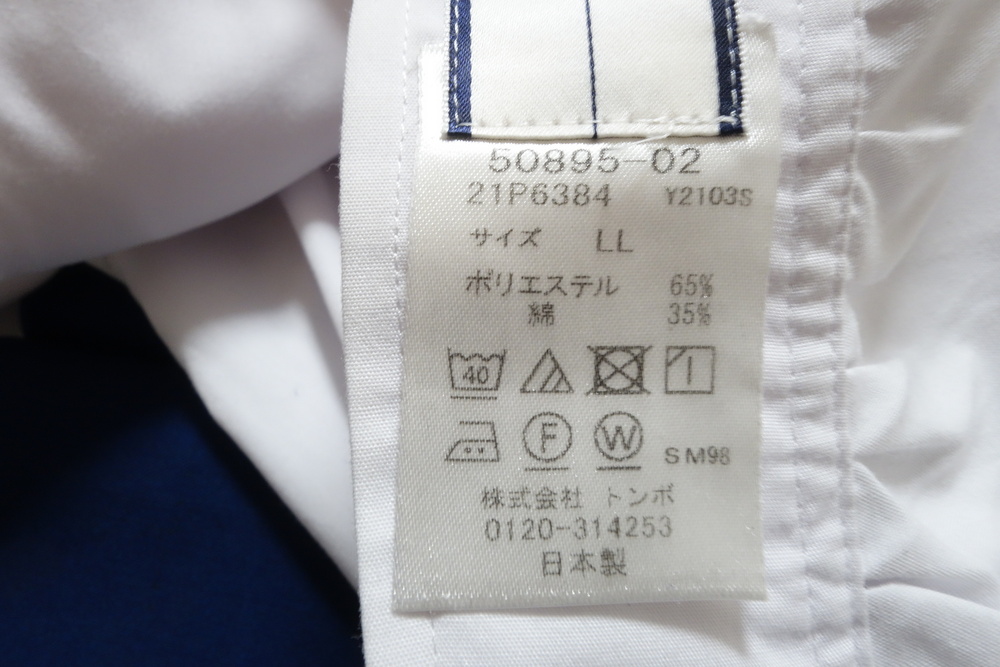 50895-02
21P6384 Y2103S
サイズ LL
ポリエステル 65%
綿 35%
40
F W SM98
株式会社 トンボ
0120-314253
日本製